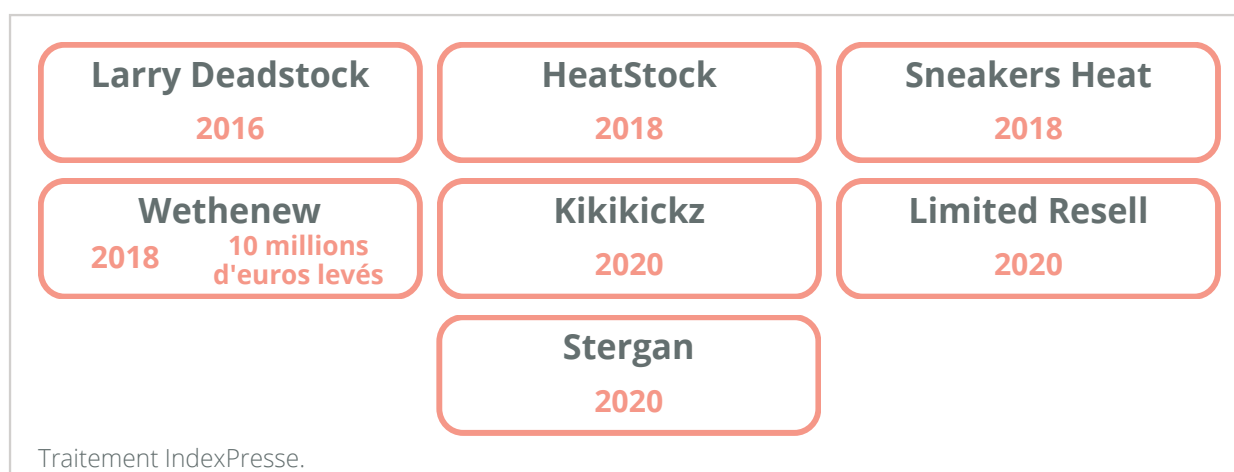 Larry Deadstock
2016
HeatStock
2018
Sneakers Heat
2018
Wethenew
2018
10 millions
d'euros levés
Kikikickz
2020
Limited Resell
2020
Stergan
2020
Traitement IndexPresse.